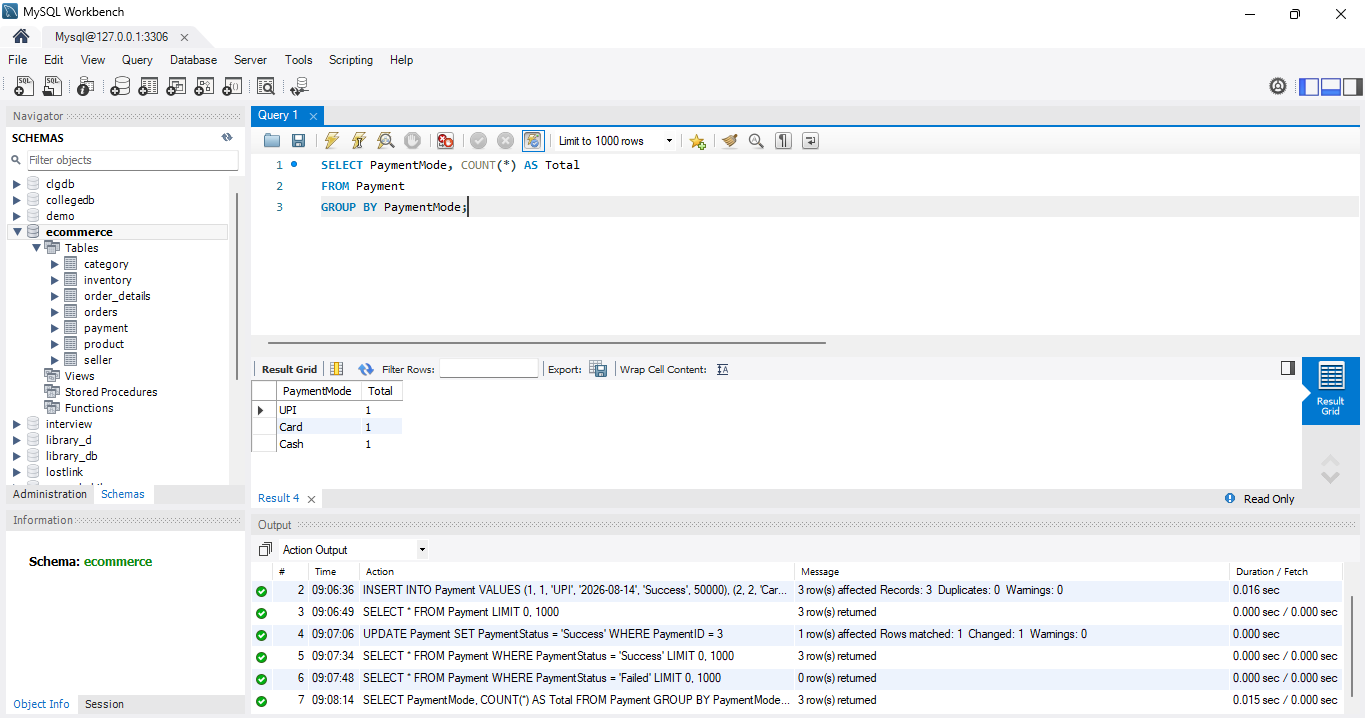 MySQL Workbench
Mysql@127.0.0.1:3306
File Edit View Query Database Server Tools Scripting Help
Navigator
SCHEMAS
Filter objects
clgdb
collegedb
demo
ecommerce
Tables
category
inventory
order_details
orders
payment
product
seller
Views
Stored Procedures
Functions
interview
library_d
library_db
lostlink
Administration Schemas
Information
Schema: ecommerce
Object Info Session
Query 1
Limit to 1000 rows
1 SELECT PaymentMode, COUNT(*) AS Total
2 FROM Payment
3 GROUP BY PaymentMode;
Result Grid Filter Rows: Export: Wrap Cell Content:
PaymentMode Total
UPI 1
Card 1
Cash 1
Result Grid
Result 4
Read Only
Output
Action Output
# Time Action Message Duration / Fetch
2 09:06:36 INSERT INTO Payment VALUES (1, 1, 'UPI', '2026-08-14', 'Success', 50000), (2, 2, 'Car... 3 row(s) affected Records: 3 Duplicates: 0 Warnings: 0 0.016 sec
3 09:06:49 SELECT * FROM Payment LIMIT 0, 1000 3 row(s) returned 0.000 sec / 0.000 sec
4 09:07:06 UPDATE Payment SET PaymentStatus = 'Success' WHERE PaymentID = 3 1 row(s) affected Rows matched: 1 Changed: 1 Warnings: 0 0.000 sec
5 09:07:34 SELECT * FROM Payment WHERE PaymentStatus = 'Success' LIMIT 0, 1000 3 row(s) returned 0.000 sec / 0.000 sec
6 09:07:48 SELECT * FROM Payment WHERE PaymentStatus = 'Failed' LIMIT 0, 1000 0 row(s) returned 0.000 sec / 0.000 sec
7 09:08:14 SELECT PaymentMode, COUNT(*) AS Total FROM Payment GROUP BY PaymentMode... 3 row(s) returned 0.015 sec / 0.000 sec